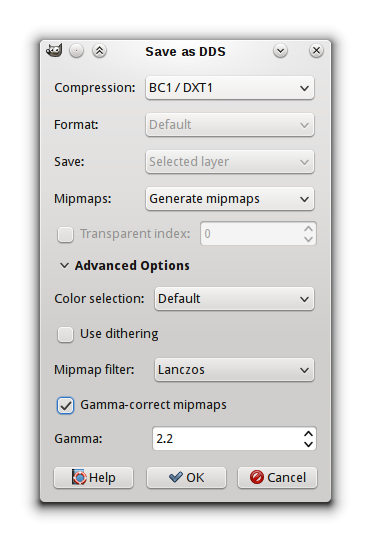 Save as DDS
Compression: BC1 / DXT1
Format: Default
Save: Selected layer
Mipmaps: Generate mipmaps
Transparent index: 0
Advanced Options
Color selection: Default
Use dithering
Mipmap filter: Lanczos
Gamma-correct mipmaps
Gamma: 2.2
Help OK Cancel